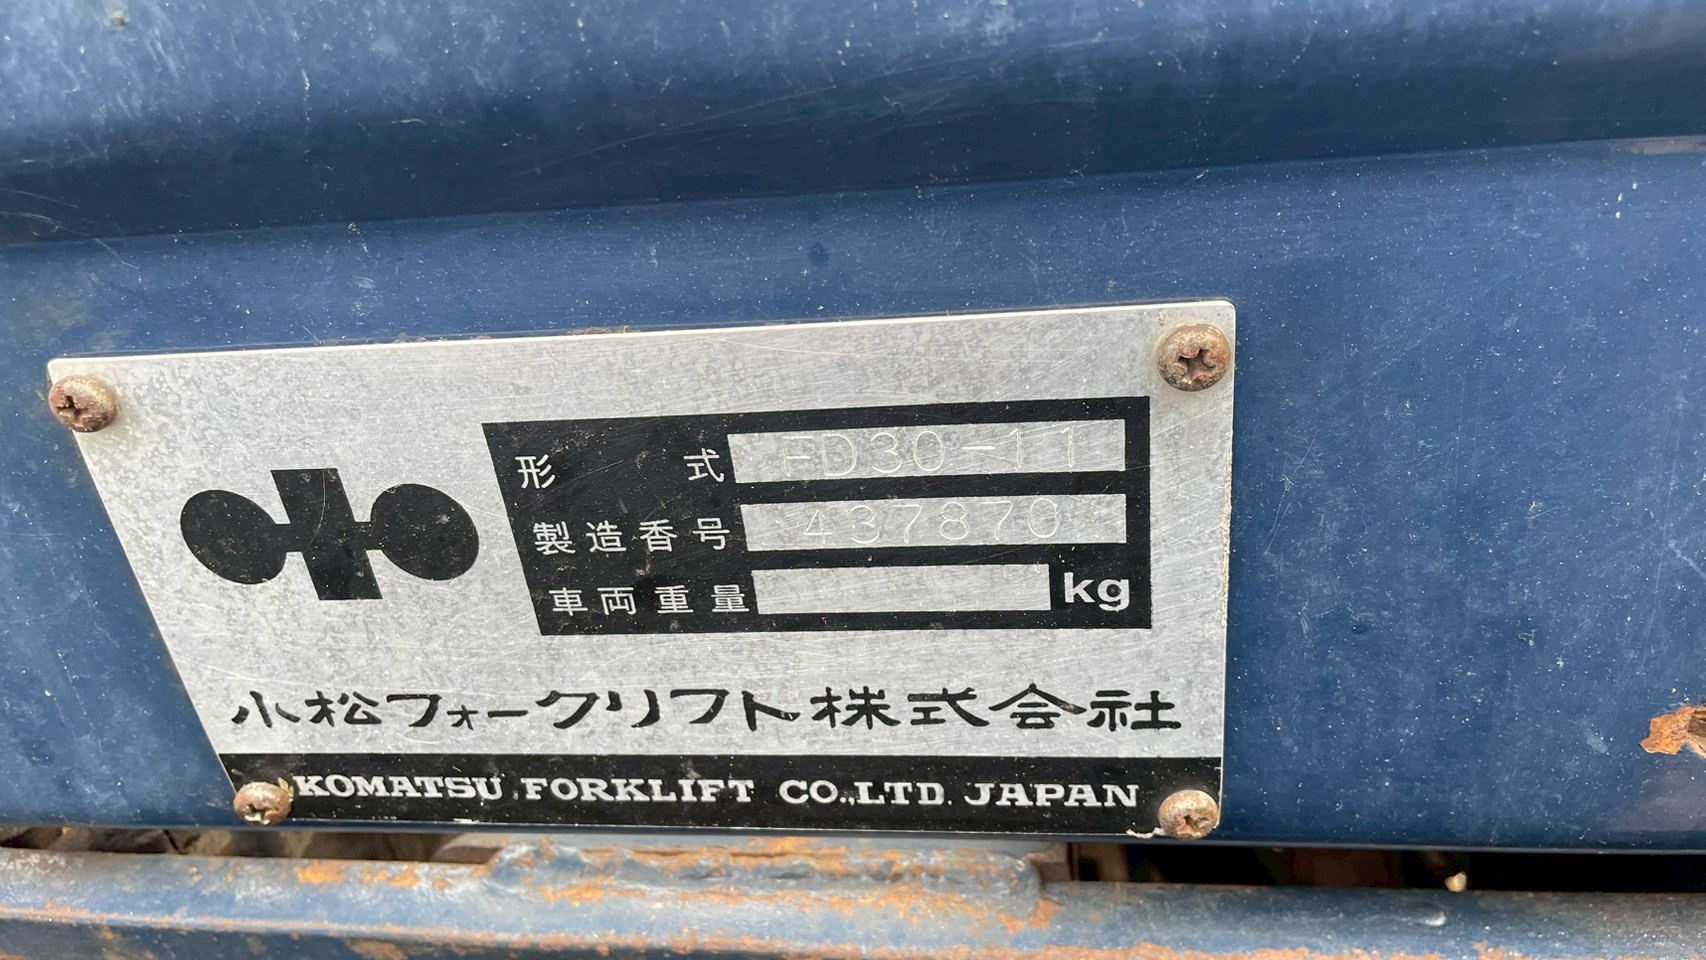 形式 FD30-11
製造番号 437870
車両重量 kg
小松フォークリフト株式会社
KOMATSU FORKLIFT CO.,LTD. JAPAN